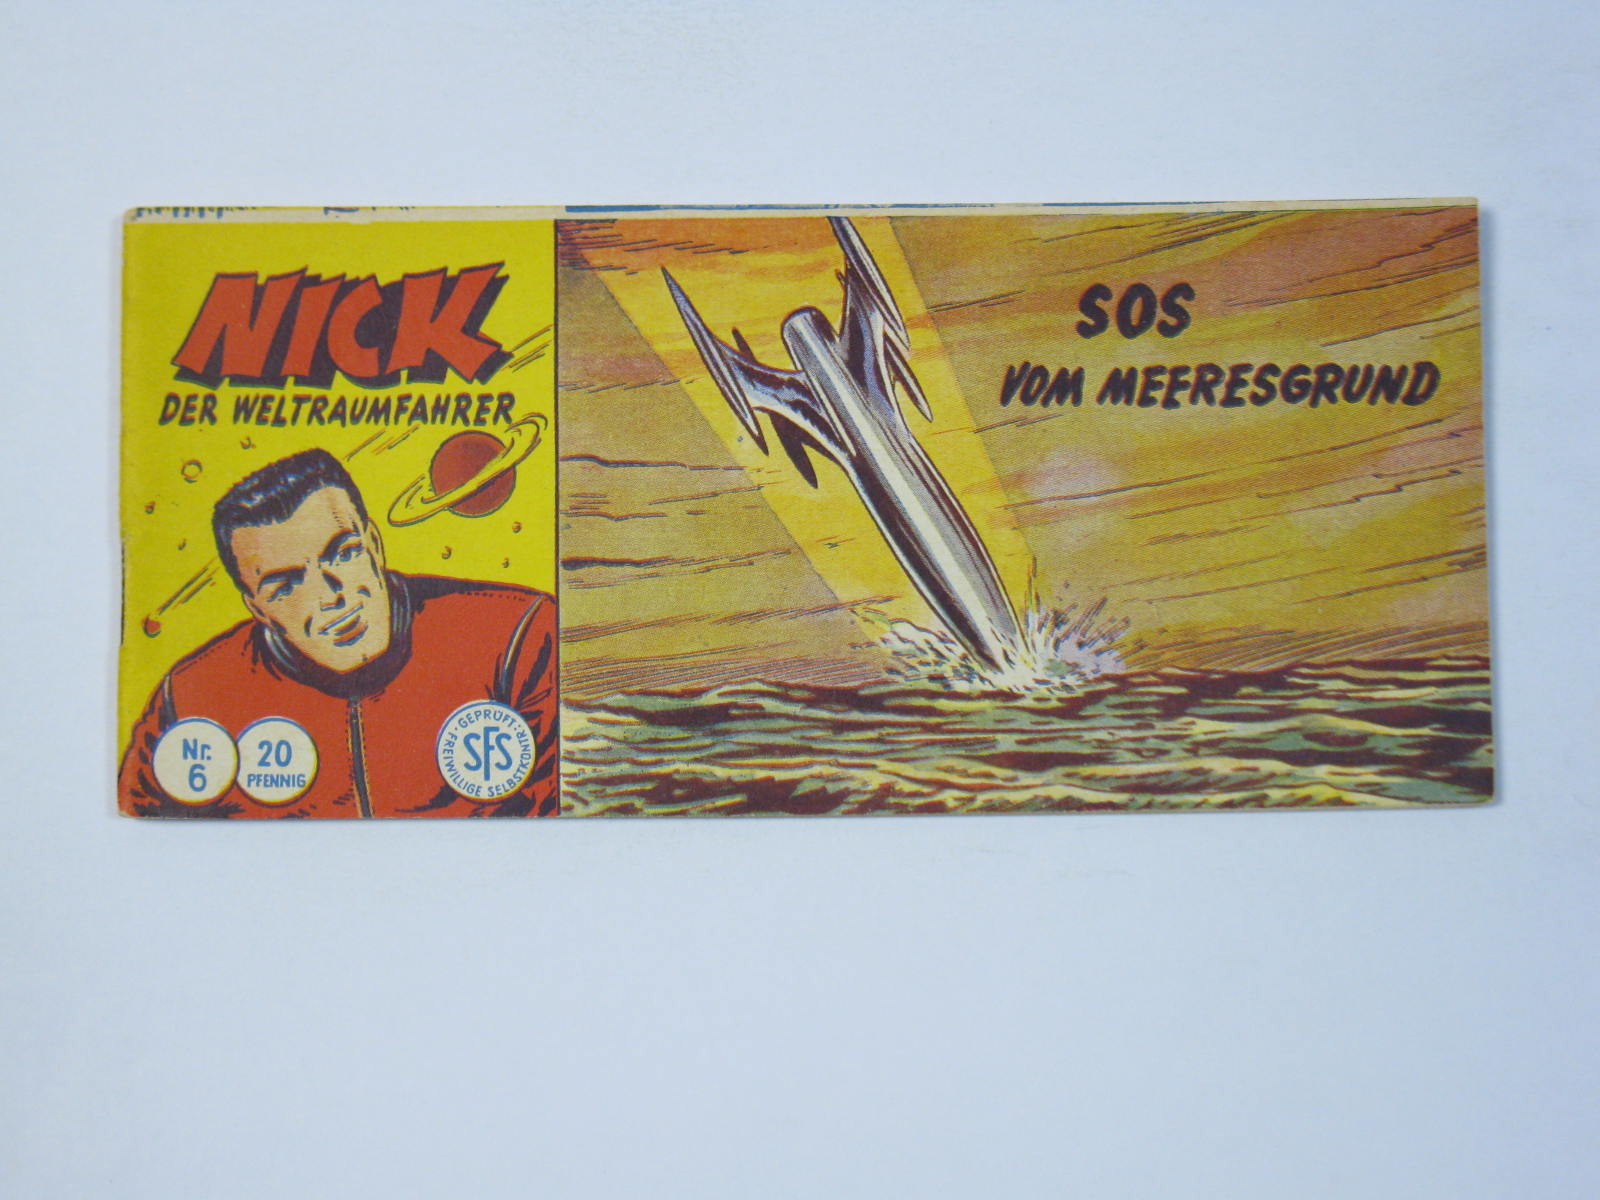 NICK
DER WELTRAUMFAHRER
SOS
VOM MEERESGRUND
Nr.
6
20
PFENNIG
GEPRÜFT · FREIWILLIGE SELBSTKONTR. ·
SFS